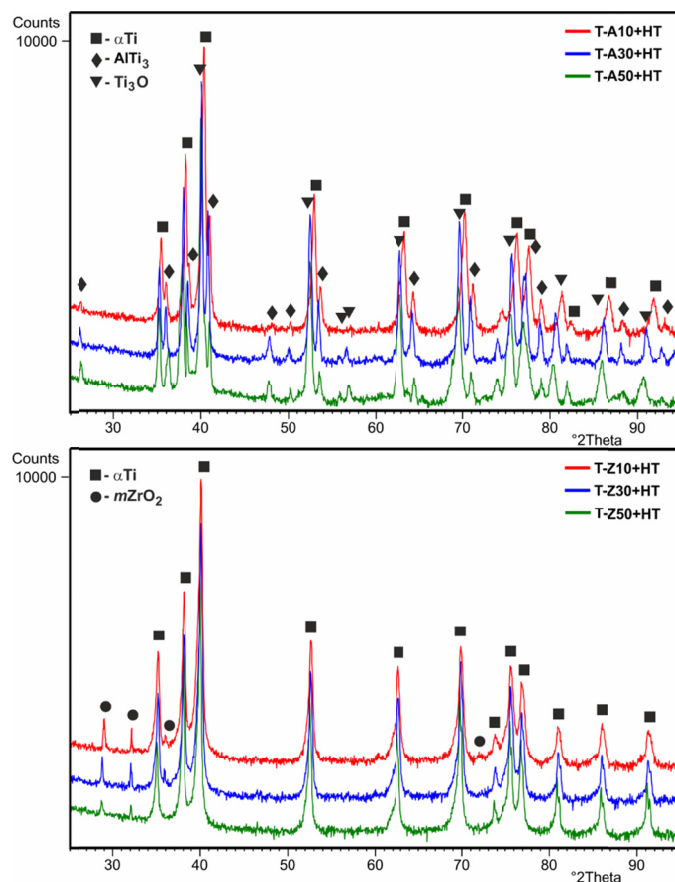 Counts
10000
■ - αTi
◆ - AlTi₃
▼ - Ti₃O
T-A10+HT
T-A30+HT
T-A50+HT
30 40 50 60 70 80 90
°2Theta
Counts
10000
■ - αTi
● - mZrO₂
T-Z10+HT
T-Z30+HT
T-Z50+HT
30 40 50 60 70 80 90
°2Theta